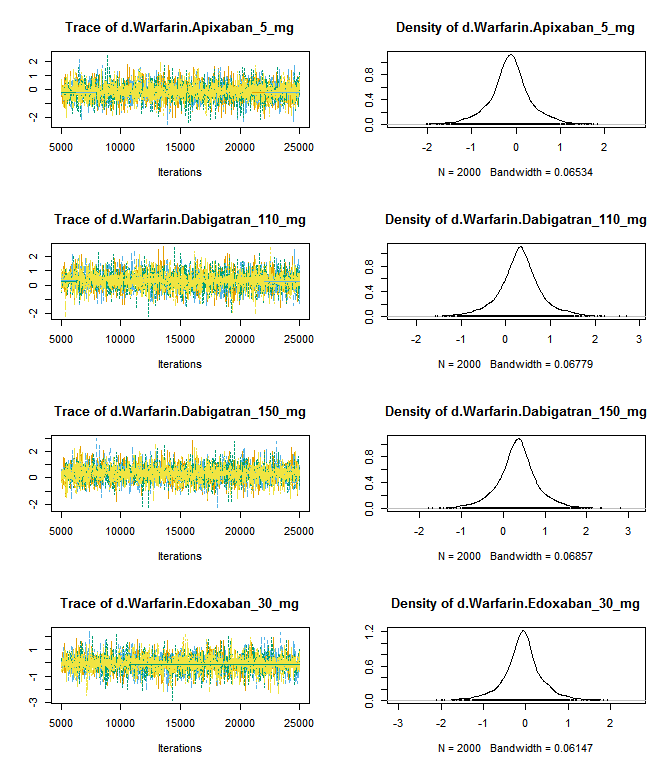 Trace of d.Warfarin.Apixaban_5_mg
2
1
0
-2
5000 10000 15000 20000 25000
Iterations
Density of d.Warfarin.Apixaban_5_mg
0.8
0.4
0.0
-2 -1 0 1 2
N = 2000 Bandwidth = 0.06534
Trace of d.Warfarin.Dabigatran_110_mg
2
1
0
-2
5000 10000 15000 20000 25000
Iterations
Density of d.Warfarin.Dabigatran_110_mg
0.8
0.4
0.0
-2 -1 0 1 2 3
N = 2000 Bandwidth = 0.06779
Trace of d.Warfarin.Dabigatran_150_mg
2
0
-2
5000 10000 15000 20000 25000
Iterations
Density of d.Warfarin.Dabigatran_150_mg
0.8
0.4
0.0
-2 -1 0 1 2 3
N = 2000 Bandwidth = 0.06857
Trace of d.Warfarin.Edoxaban_30_mg
1
-1
-3
5000 10000 15000 20000 25000
Iterations
Density of d.Warfarin.Edoxaban_30_mg
1.2
0.6
0.0
-3 -2 -1 0 1 2
N = 2000 Bandwidth = 0.06147